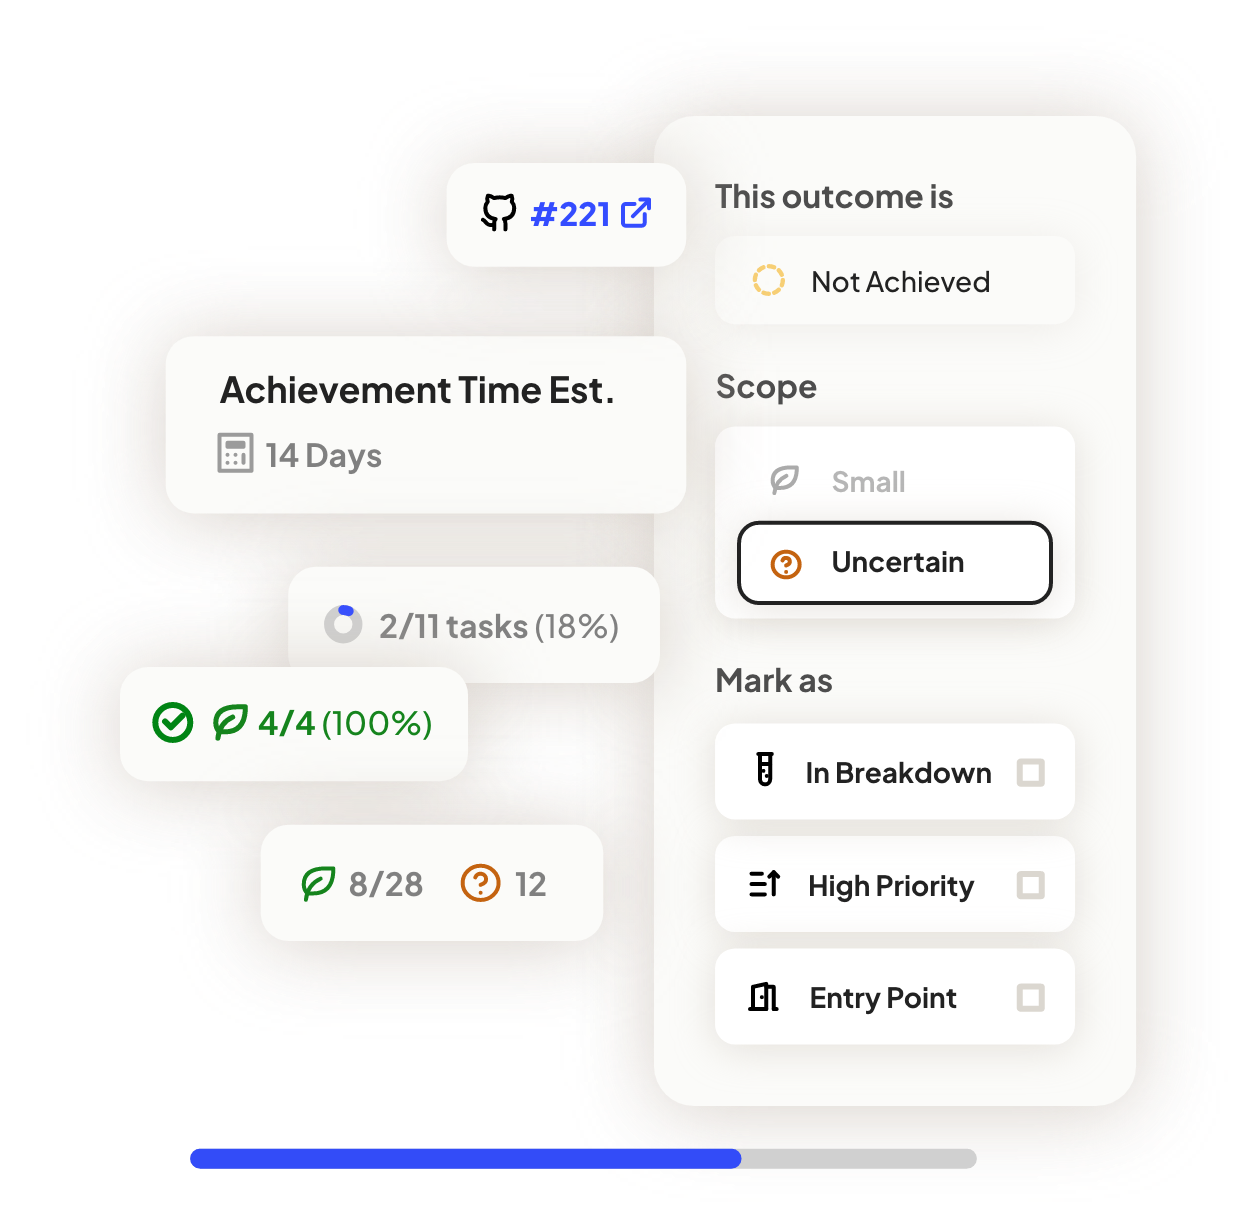 #221
Achievement Time Est.
14 Days
2/11 tasks (18%)
4/4 (100%)
8/28
12
This outcome is
Not Achieved
Scope
Small
Uncertain
Mark as
In Breakdown
High Priority
Entry Point